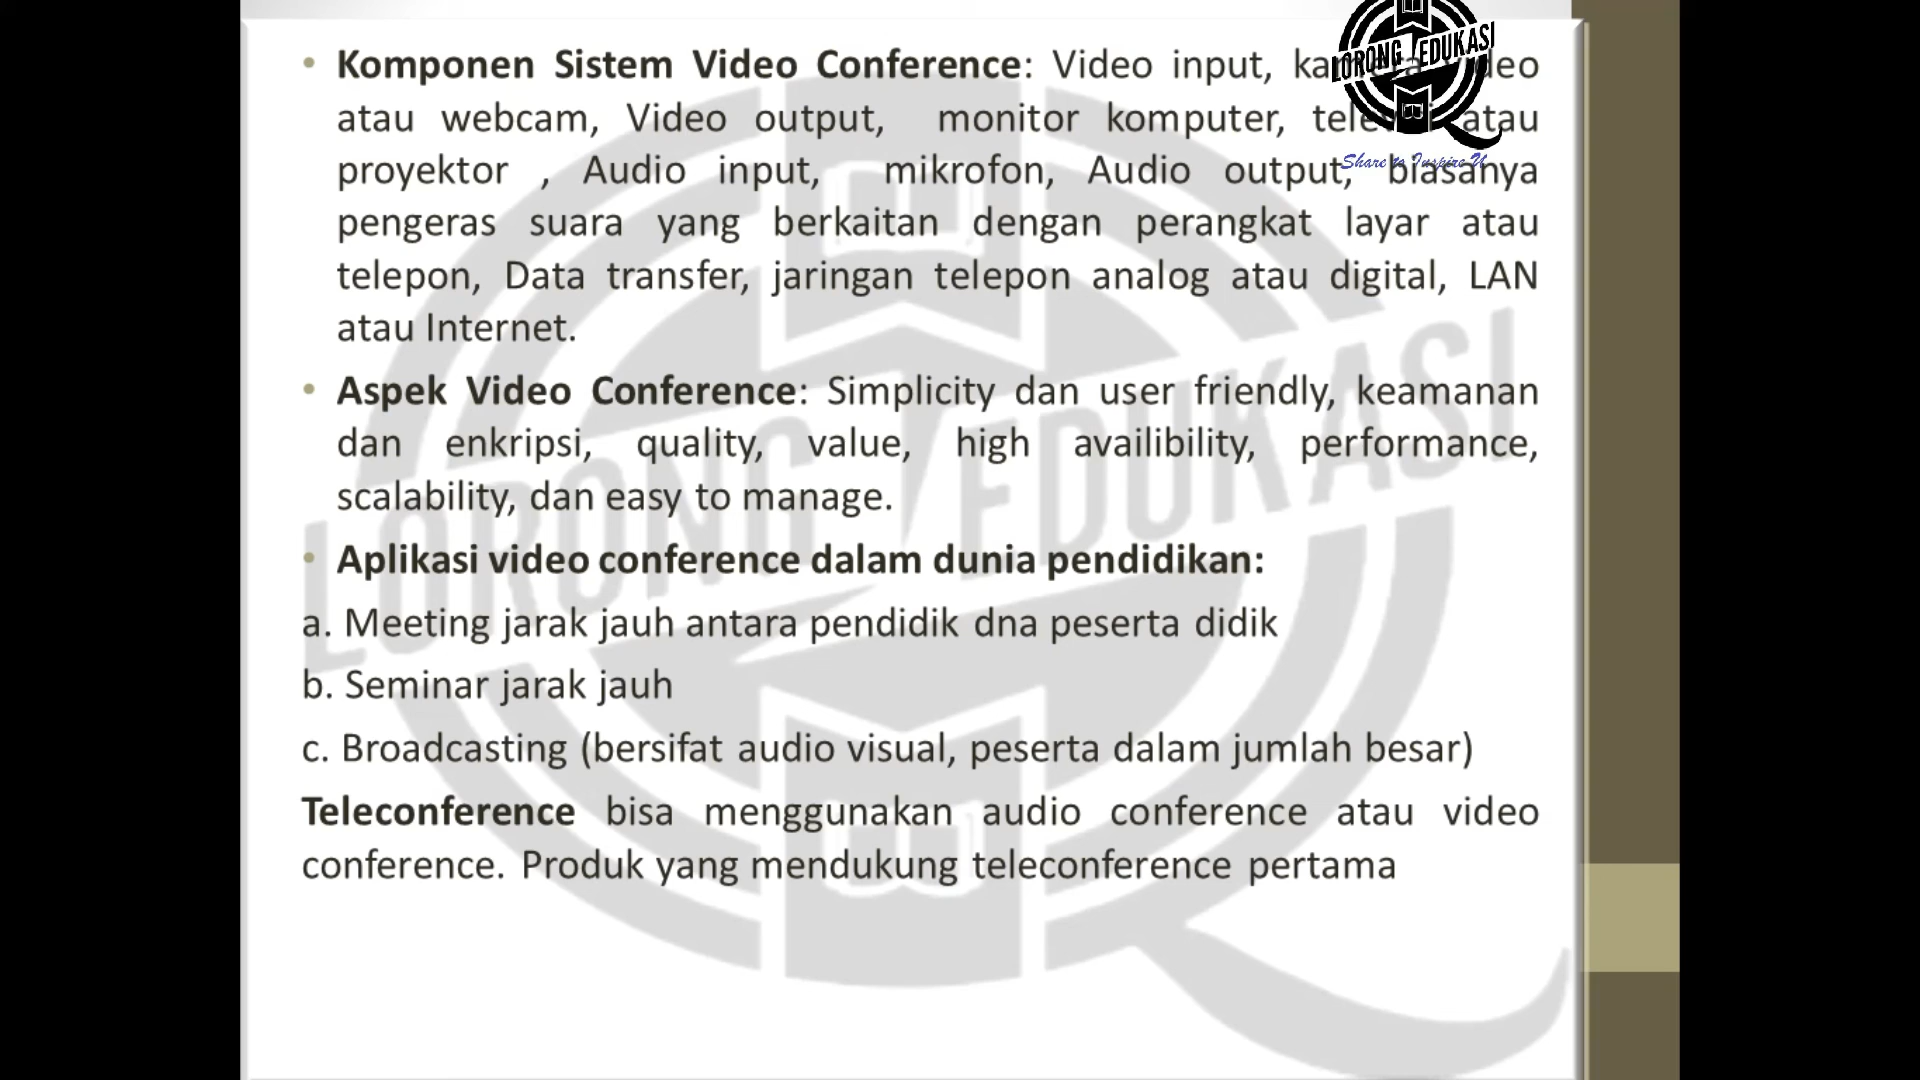 • Komponen Sistem Video Conference: Video input, kamera video
atau webcam, Video output, monitor komputer, televisi atau
proyektor , Audio input, mikrofon, Audio output, biasanya
pengeras suara yang berkaitan dengan perangkat layar atau
telepon, Data transfer, jaringan telepon analog atau digital, LAN
atau Internet.
• Aspek Video Conference: Simplicity dan user friendly, keamanan
dan enkripsi, quality, value, high availibility, performance,
scalability, dan easy to manage.
• Aplikasi video conference dalam dunia pendidikan:
a. Meeting jarak jauh antara pendidik dna peserta didik
b. Seminar jarak jauh
c. Broadcasting (bersifat audio visual, peserta dalam jumlah besar)
Teleconference bisa menggunakan audio conference atau video
conference. Produk yang mendukung teleconference pertama
LORONG EDUKASI
Share to Inspire U
LORONG EDUKASI